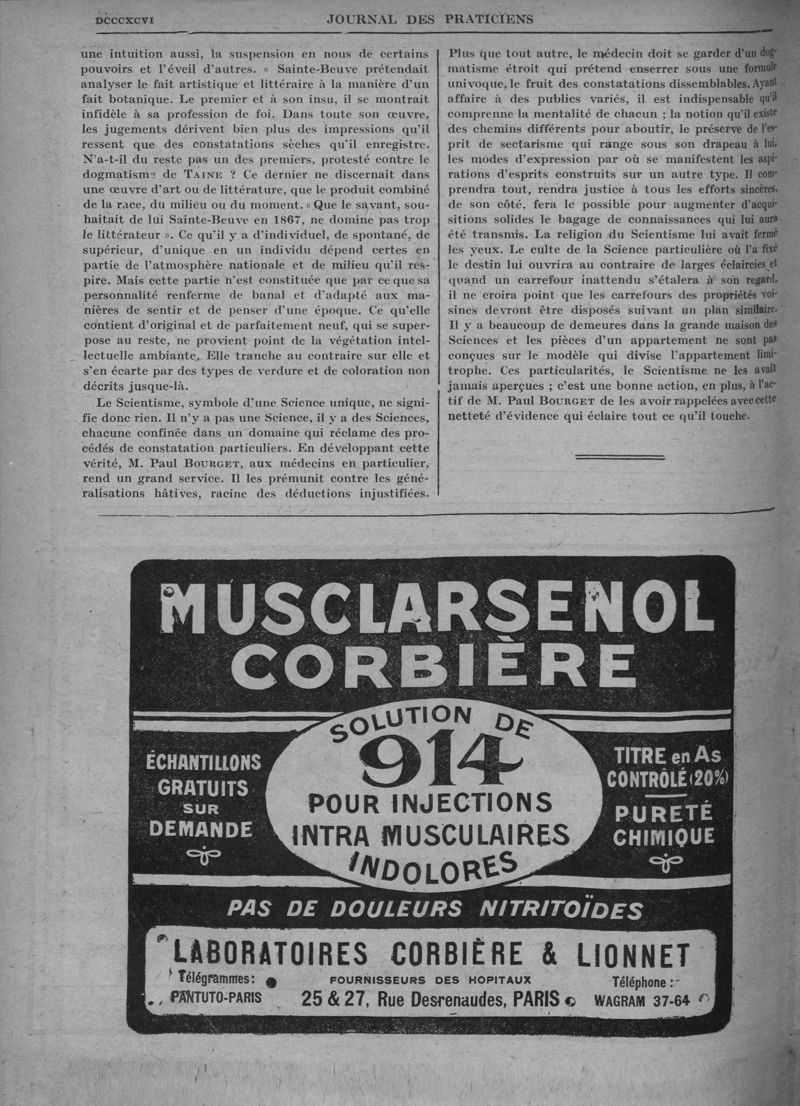 DCCCXCVI
JOURNAL DES PRATICIENS
une intuition aussi, la suspension en nous de certains
pouvoirs et l'éveil d'autres. » Sainte-Beuve prétendait
analyser le fait artistique et littéraire à la manière d'un
fait botanique. Le premier et à son insu, il se montrait
infidèle à sa profession de foi. Dans toute son œuvre,
les jugements dérivent bien plus des impressions qu'il
ressent que des constatations sèches qu'il enregistre.
N'a-t-il du reste pas un des premiers, protesté contre le
dogmatisme de TAINE ? Ce dernier ne discernait dans
une œuvre d'art ou de littérature, que le produit combiné
de la race, du milieu ou du moment. « Que le savant, sou-
haitait de lui Sainte-Beuve en 1867, ne domine pas trop
le littérateur ». Ce qu'il y a d'individuel, de spontané, de
supérieur, d'unique en un individu dépend certes en
partie de l'atmosphère nationale et de milieu qu'il res-
pire. Mais cette partie n'est constituée que par ce que sa
personnalité renferme de banal et d'adapté aux ma-
nières de sentir et de penser d'une époque. Ce qu'elle
contient d'original et de parfaitement neuf, qui se super-
pose au reste, ne provient point de la végétation intel-
lectuelle ambiante. Elle tranche au contraire sur elle et
s'en écarte par des types de verdure et de coloration non
décrits jusque-là.
Le Scientisme, symbole d'une Science unique, ne signi-
fie donc rien. Il n'y a pas une Science, il y a des Sciences,
chacune confinée dans un domaine qui réclame des pro-
cédés de constatation particuliers. En développant cette
vérité, M. Paul BOURGET, aux médecins en particulier,
rend un grand service. Il les prémunit contre les géné-
ralisations hâtives, racine des déductions injustifiées.
Plus que tout autre, le médecin doit se garder d'un dog-
matisme étroit qui prétend enserrer sous une formule
univoque, le fruit des constatations dissemblables. Ayant
affaire à des publics variés, il est indispensable qu'il
comprenne la mentalité de chacun ; la notion qu'il existe
des chemins différents pour aboutir, le préserve de l'es-
prit de sectarisme qui range sous son drapeau à lui,
les modes d'expression par où se manifestent les aspi-
rations d'esprits construits sur un autre type. Il com-
prendra tout, rendra justice à tous les efforts sincères,
de son côté, fera le possible pour augmenter d'acqui-
sitions solides le bagage de connaissances qui lui aura
été transmis. La religion du Scientisme lui avait fermé
les yeux. Le culte de la Science particulière où l'a fixé
le destin lui ouvrira au contraire de larges éclaircies et
quand un carrefour inattendu s'étalera à son regard,
il ne croira point que les carrefours des propriétés voi-
sines devront être disposés suivant un plan similaire.
Il y a beaucoup de demeures dans la grande maison des
Sciences et les pièces d'un appartement ne sont pas
conçues sur le modèle qui divise l'appartement limi-
trophe. Ces particularités, le Scientisme ne les avait
jamais aperçues ; c'est une bonne action, en plus, à l'ac-
tif de M. Paul BOURGET de les avoir rappelées avec cette
netteté d'évidence qui éclaire tout ce qu'il touche.
MUSCLARSENOL
CORBIÈRE
SOLUTION DE
914
POUR INJECTIONS
INTRA MUSCULAIRES
INDOLORES
ÉCHANTILLONS
GRATUITS
SUR
DEMANDE
TITRE en As
CONTRÔLÉ (20%)
PURETÉ
CHIMIQUE
PAS DE DOULEURS NITRITOÏDES
LABORATOIRES CORBIÈRE & LIONNET
Télégrammes:
PANTUTO-PARIS
FOURNISSEURS DES HOPITAUX
25 & 27, Rue Desrenaudes, PARIS
Téléphone :-
WAGRAM 37-64